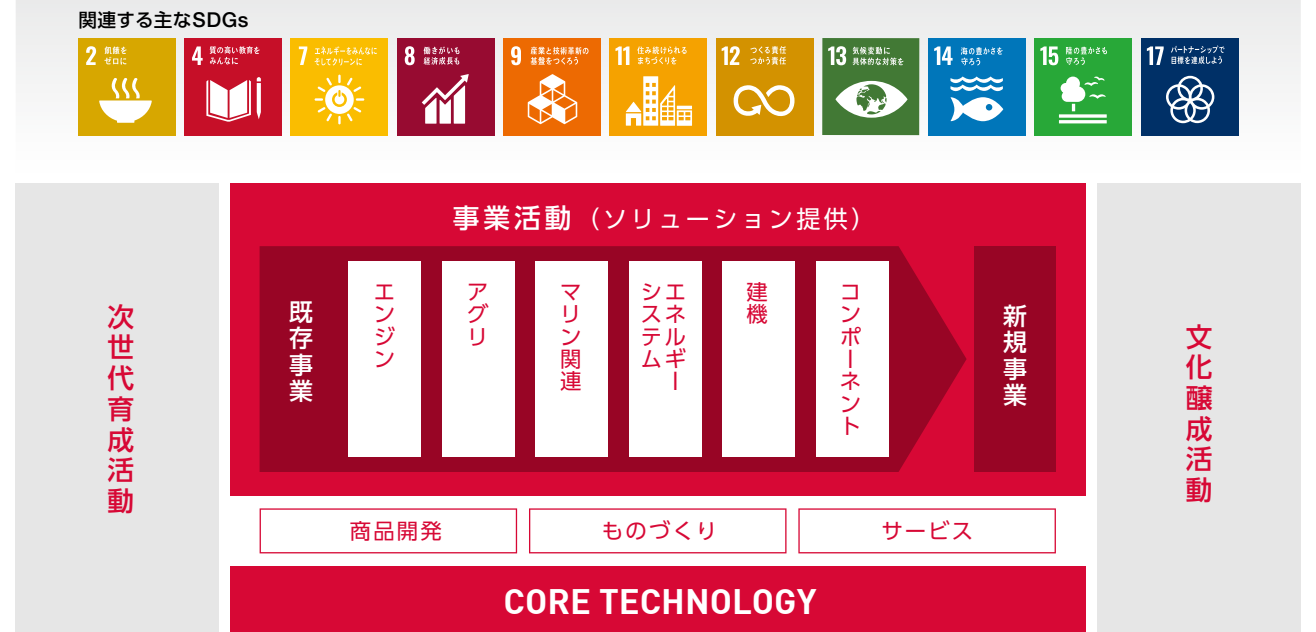 関連する主なSDGs
2 飢餓を
ゼロに
4 質の高い教育を
みんなに
7 エネルギーをみんなに
そしてクリーンに
8 働きがいも
経済成長も
9 産業と技術革新の
基盤をつくろう
11 住み続けられる
まちづくりを
12 つくる責任
つかう責任
13 気候変動に
具体的な対策を
14 海の豊かさを
守ろう
15 陸の豊かさも
守ろう
17 パートナーシップで
目標を達成しよう
次世代育成活動
事業活動（ソリューション提供）
既存事業
エンジン
アグリ
マリン関連
エネルギー
システム
建機
コンポーネント
新規事業
文化醸成活動
商品開発
ものづくり
サービス
CORE TECHNOLOGY